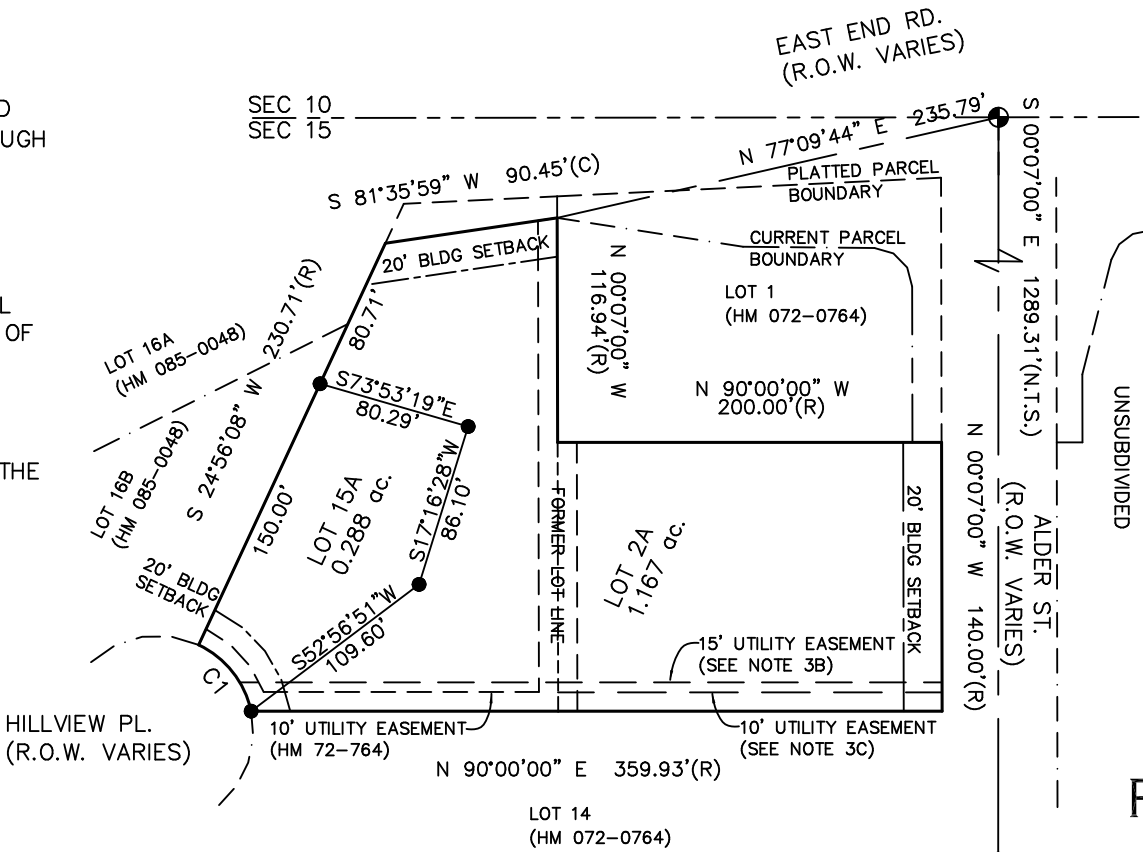 EAST END RD.
(R.O.W. VARIES)
D
UGH
SEC 10
SEC 15
235.79'
N 77°09'44" E
S 00°07'00" E 1289.31'(N.T.S.)
S 81°35'59" W 90.45'(C)
PLATTED PARCEL
BOUNDARY
20' BLDG SETBACK
CURRENT PARCEL
BOUNDARY
L
OF
N 00°07'00" W
116.94'(R)
LOT 1
(HM 072-0764)
LOT 16A
(HM 085-0048)
S 24°56'08" W 230.71'(R)
80.71'
S73°53'19"E
80.29'
N 90°00'00" W
200.00'(R)
UNSUBDIVIDED
THE
LOT 16B
(HM 085-0048)
150.00'
LOT 15A
0.288 ac.
S17°16'28"W
86.10'
FORMER LOT LINE
LOT 2A
1.167 ac.
20' BLDG SETBACK
N 00°07'00" W 140.00'(R)
ALDER ST.
(R.O.W. VARIES)
20' BLDG
SETBACK
S52°56'51"W
109.60'
15' UTILITY EASEMENT
(SEE NOTE 3B)
C1
HILLVIEW PL.
(R.O.W. VARIES)
10' UTILITY EASEMENT
(HM 72-764)
10' UTILITY EASEMENT
(SEE NOTE 3C)
N 90°00'00" E 359.93'(R)
LOT 14
(HM 072-0764)